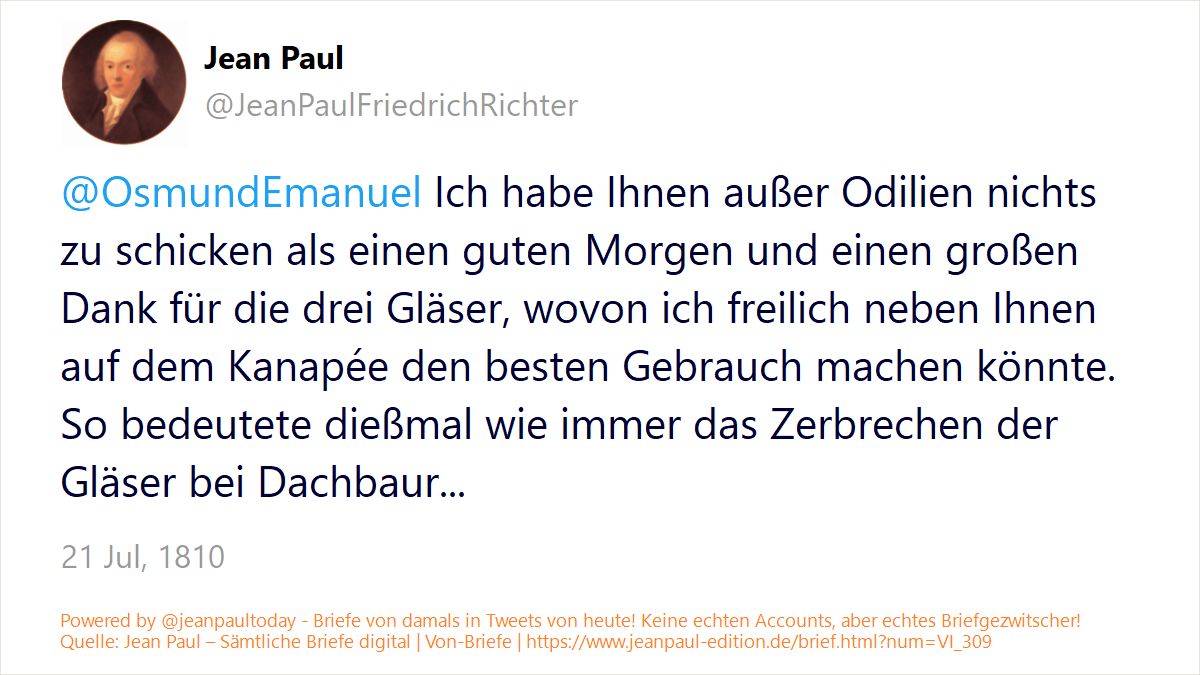 Jean Paul
@JeanPaulFriedrichRichter
@OsmundEmanuel Ich habe Ihnen außer Odilien nichts
zu schicken als einen guten Morgen und einen großen
Dank für die drei Gläser, wovon ich freilich neben Ihnen
auf dem Kanapée den besten Gebrauch machen könnte.
So bedeutete dießmal wie immer das Zerbrechen der
Gläser bei Dachbaur...
21 Jul, 1810
Powered by @jeanpaultoday - Briefe von damals in Tweets von heute! Keine echten Accounts, aber echtes Briefgezwitscher!
Quelle: Jean Paul – Sämtliche Briefe digital | Von-Briefe | https://www.jeanpaul-edition.de/brief.html?num=VI_309